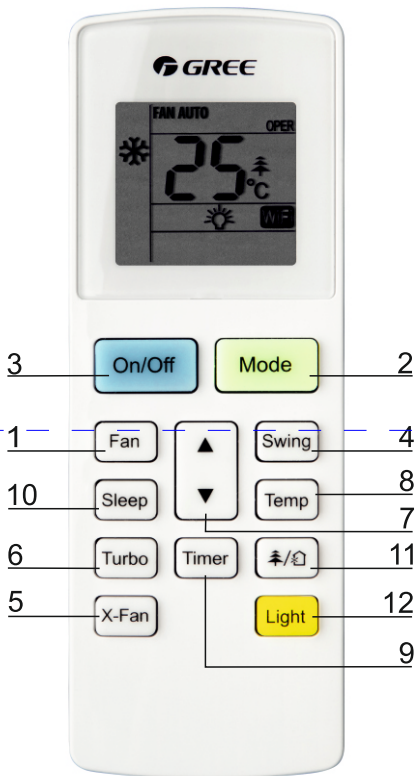 GREE
FAN AUTO
OPER
25 °C
WIFI
3 On/Off Mode 2
1 Fan ▲ Swing 4
10 Sleep ▼ Temp 8
7
6 Turbo Timer 11
5 X-Fan Light 12
9